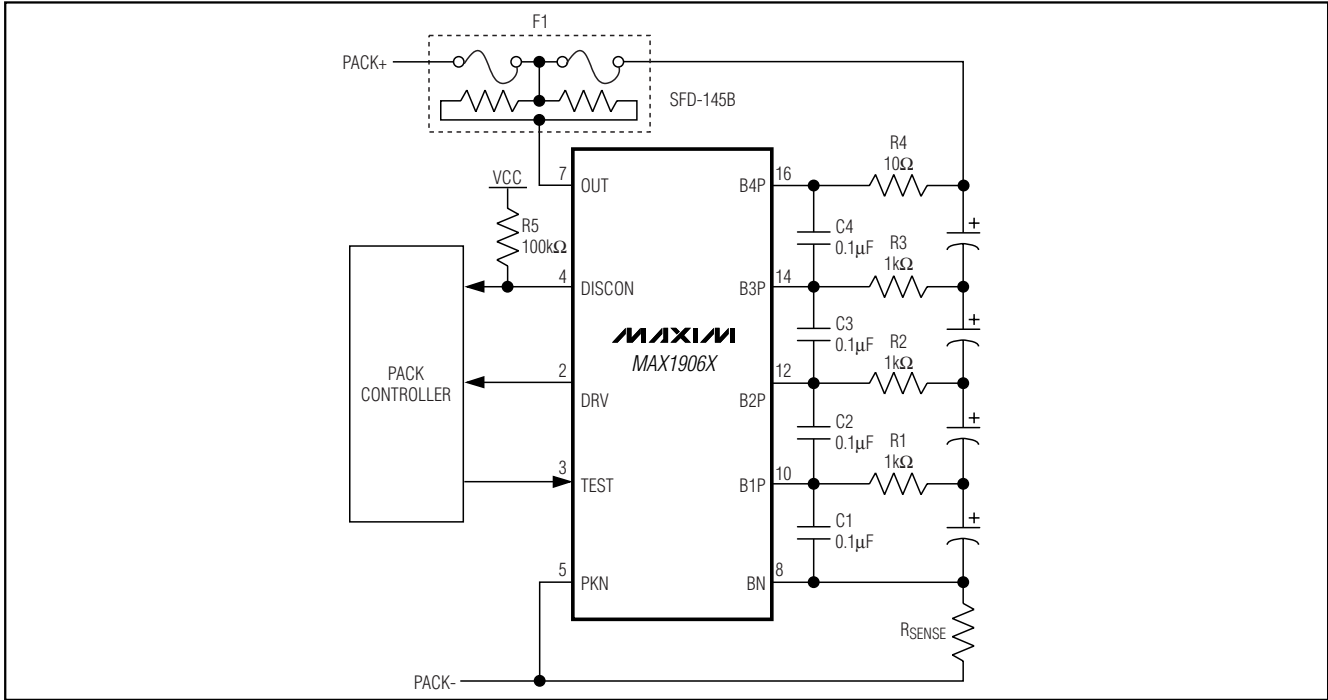 F1
PACK+
SFD-145B
VCC
R5
100kΩ
PACK
CONTROLLER
7
OUT
4
DISCON
2
DRV
3
TEST
5
PKN
MAXIM
MAX1906X
16
B4P
14
B3P
12
B2P
10
B1P
8
BN
C4
0.1μF
C3
0.1μF
C2
0.1μF
C1
0.1μF
R4
10Ω
R3
1kΩ
R2
1kΩ
R1
1kΩ
+
+
+
+
RSENSE
PACK-